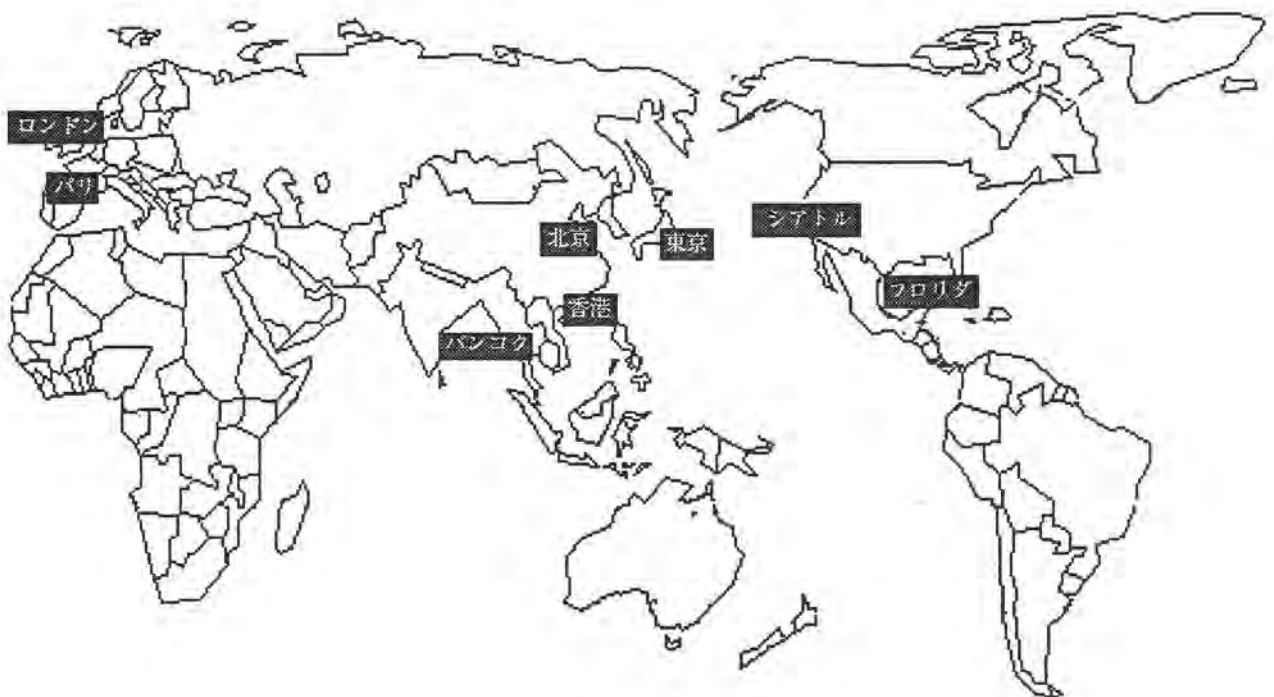 ロンドン
パリ
シアトル
北京
東京
フロリダ
香港
バンコク